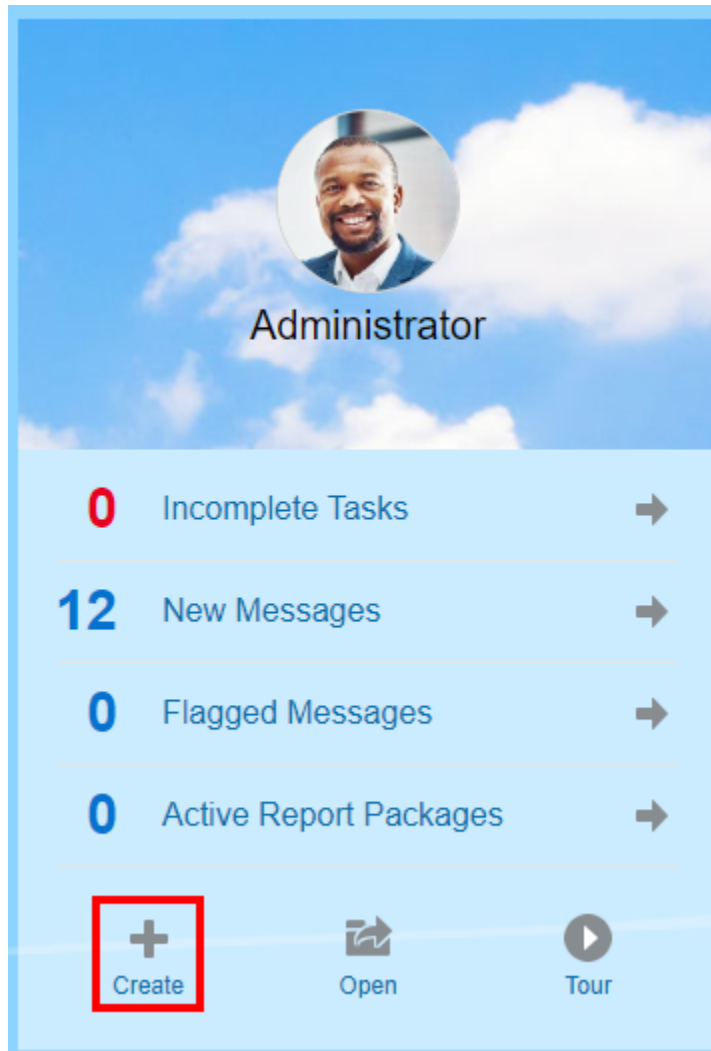 Administrator
0 Incomplete Tasks
12 New Messages
0 Flagged Messages
0 Active Report Packages
Create Open Tour